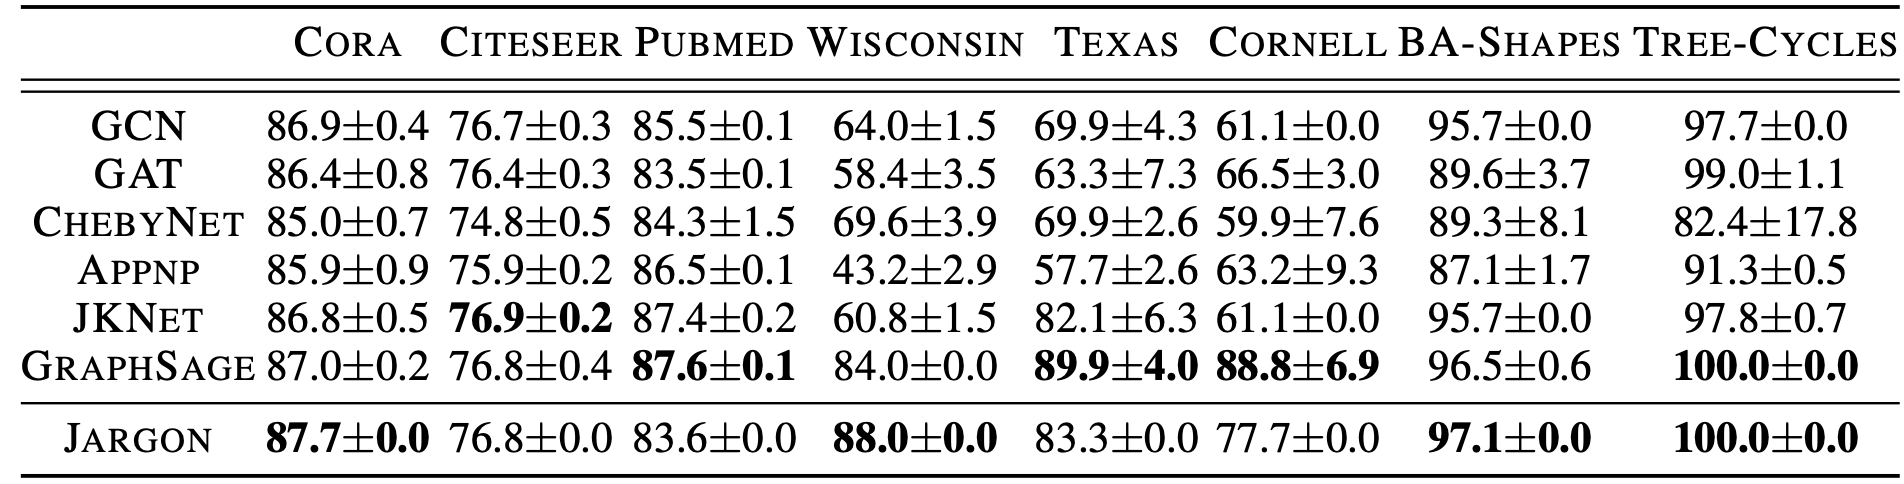 CORA CITESEER PUBMED WISCONSIN TEXAS CORNELL BA-SHAPES TREE-CYCLES
GCN 86.9±0.4 76.7±0.3 85.5±0.1 64.0±1.5 69.9±4.3 61.1±0.0 95.7±0.0 97.7±0.0
GAT 86.4±0.8 76.4±0.3 83.5±0.1 58.4±3.5 63.3±7.3 66.5±3.0 89.6±3.7 99.0±1.1
CHEBYNET 85.0±0.7 74.8±0.5 84.3±1.5 69.6±3.9 69.9±2.6 59.9±7.6 89.3±8.1 82.4±17.8
APPNP 85.9±0.9 75.9±0.2 86.5±0.1 43.2±2.9 57.7±2.6 63.2±9.3 87.1±1.7 91.3±0.5
JKNET 86.8±0.5 76.9±0.2 87.4±0.2 60.8±1.5 82.1±6.3 61.1±0.0 95.7±0.0 97.8±0.7
GRAPHSAGE 87.0±0.2 76.8±0.4 87.6±0.1 84.0±0.0 89.9±4.0 88.8±6.9 96.5±0.6 100.0±0.0
JARGON 87.7±0.0 76.8±0.0 83.6±0.0 88.0±0.0 83.3±0.0 77.7±0.0 97.1±0.0 100.0±0.0